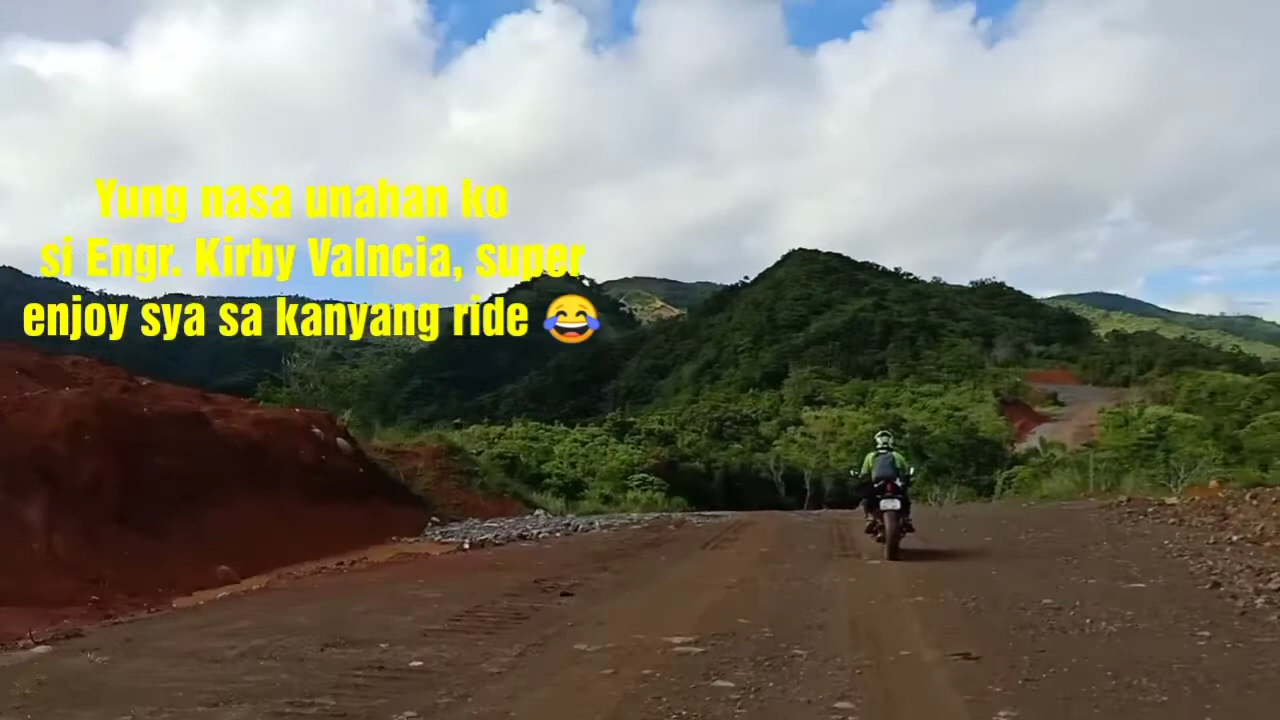 Yung nasa unahan ko
si Engr. Kirby Valncia, super
enjoy sya sa kanyang ride 😂